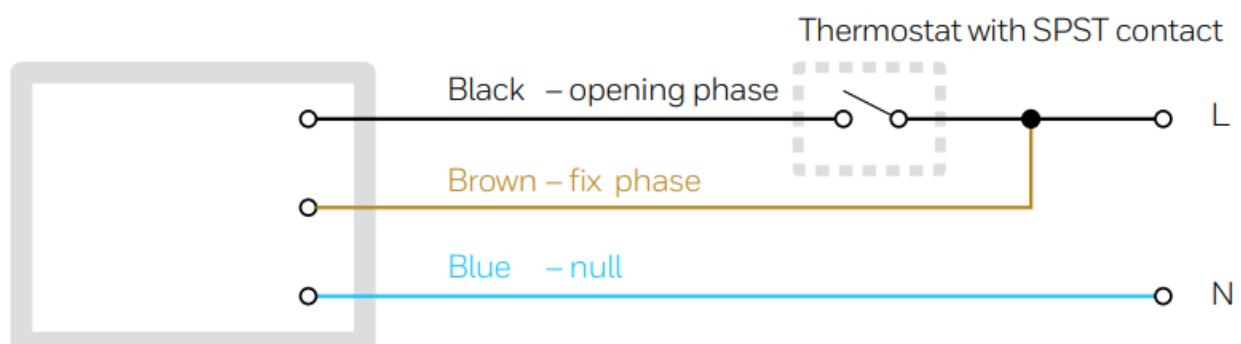 Thermostat with SPST contact
Black – opening phase
L
Brown – fix phase
Blue – null
N